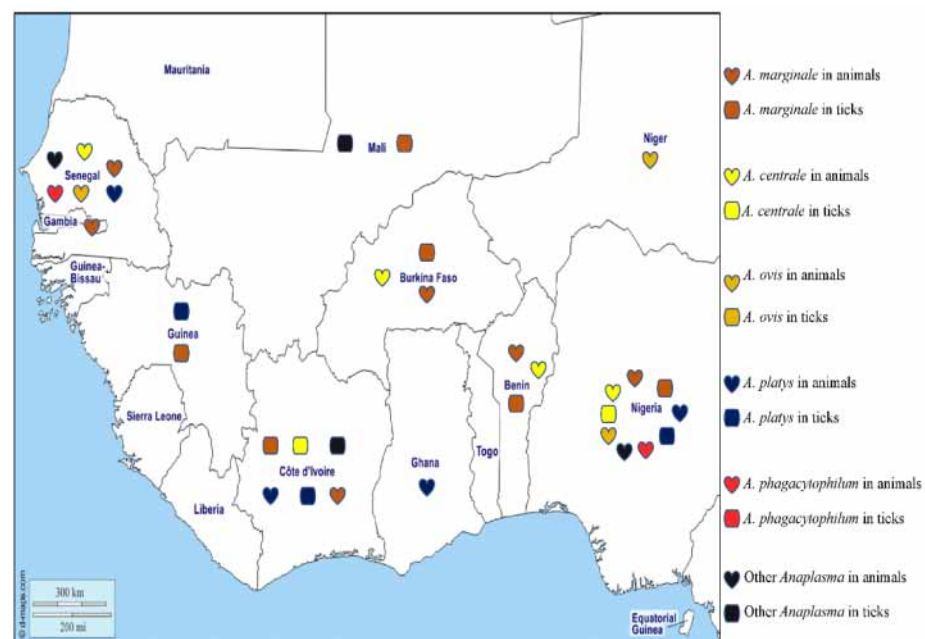 Mauritania
Mali
Niger
Senegal
Gambia
Guinea-
Bissau
Burkina Faso
Guinea
Benin
Nigeria
Sierra Leone
Côte d'Ivoire
Ghana
Togo
Liberia
Equatorial
Guinea
300 km
200 mi
© d-maps.com
A. marginale in animals
A. marginale in ticks
A. centrale in animals
A. centrale in ticks
A. ovis in animals
A. ovis in ticks
A. platys in animals
A. platys in ticks
A. phagacytophilum in animals
A. phagacytophilum in ticks
Other Anaplasma in animals
Other Anaplasma in ticks